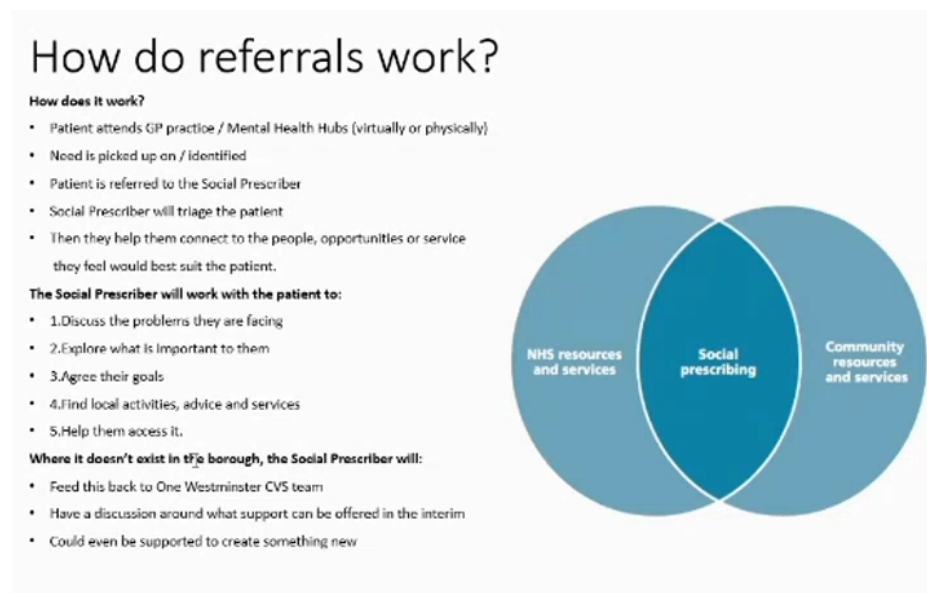 How do referrals work?
How does it work?
• Patient attends GP practice / Mental Health Hubs (virtually or physically)
• Need is picked up on / identified
• Patient is referred to the Social Prescriber
• Social Prescriber will triage the patient
• Then they help them connect to the people, opportunities or service
they feel would best suit the patient.
The Social Prescriber will work with the patient to:
• 1.Discuss the problems they are facing
• 2.Explore what is important to them
• 3.Agree their goals
• 4.Find local activities, advice and services
• 5.Help them access it.
Where it doesn't exist in the borough, the Social Prescriber will:
• Feed this back to One Westminster CVS team
• Have a discussion around what support can be offered in the interim
• Could even be supported to create something new
NHS resources
and services
Social
prescribing
Community
resources
and services